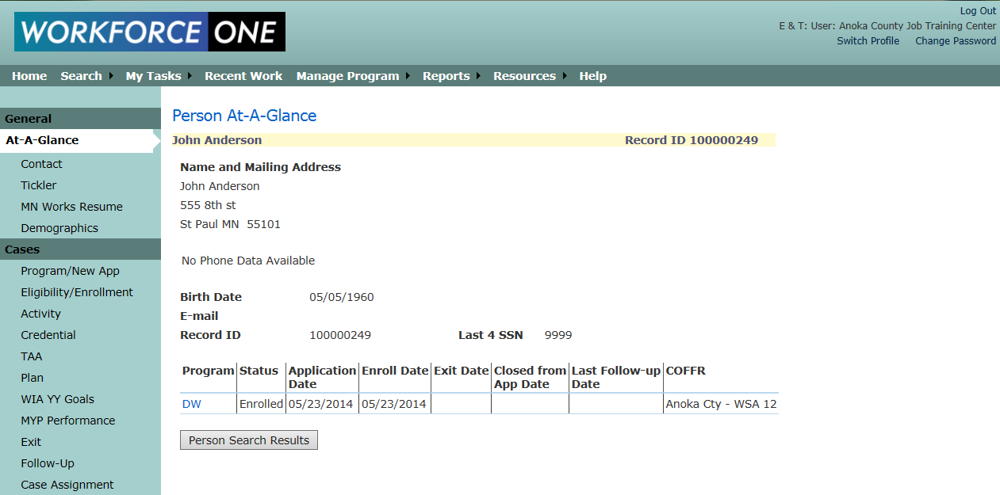 WORKFORCE ONE
Log Out
E & T: User: Anoka County Job Training Center
Switch Profile Change Password
Home Search My Tasks Recent Work Manage Program Reports Resources Help
General
At-A-Glance
Contact
Tickler
MN Works Resume
Demographics
Cases
Program/New App
Eligibility/Enrollment
Activity
Credential
TAA
Plan
WIA YY Goals
MYP Performance
Exit
Follow-Up
Case Assignment
Person At-A-Glance
John Anderson Record ID 100000249
Name and Mailing Address
John Anderson
555 8th st
St Paul MN 55101
No Phone Data Available
Birth Date 05/05/1960
E-mail
Record ID 100000249 Last 4 SSN 9999
Program Status Application Date Enroll Date Exit Date Closed from App Date Last Follow-up Date COFFR
DW Enrolled 05/23/2014 05/23/2014 Anoka Cty - WSA 12
Person Search Results